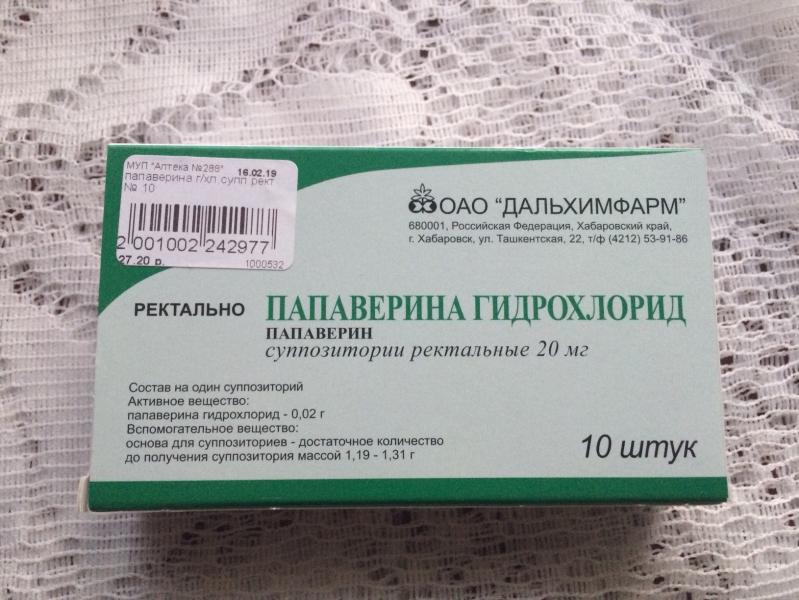 МУП "Аптека №288" 16.02.19
папаверина г/хл супп рект
№ 10
2 001002 242977
27.20 р. 1000532
ОАО "ДАЛЬХИМФАРМ"
680001, Российская Федерация, Хабаровский край,
г. Хабаровск, ул. Ташкентская, 22, т/ф (4212) 53-91-86
РЕКТАЛЬНО ПАПАВЕРИНА ГИДРОХЛОРИД
ПАПАВЕРИН
суппозитории ректальные 20 мг
Состав на один суппозиторий
Активное вещество:
папаверина гидрохлорид - 0,02 г
Вспомогательное вещество:
основа для суппозиториев - достаточное количество
до получения суппозитория массой 1,19 - 1,31 г
10 штук